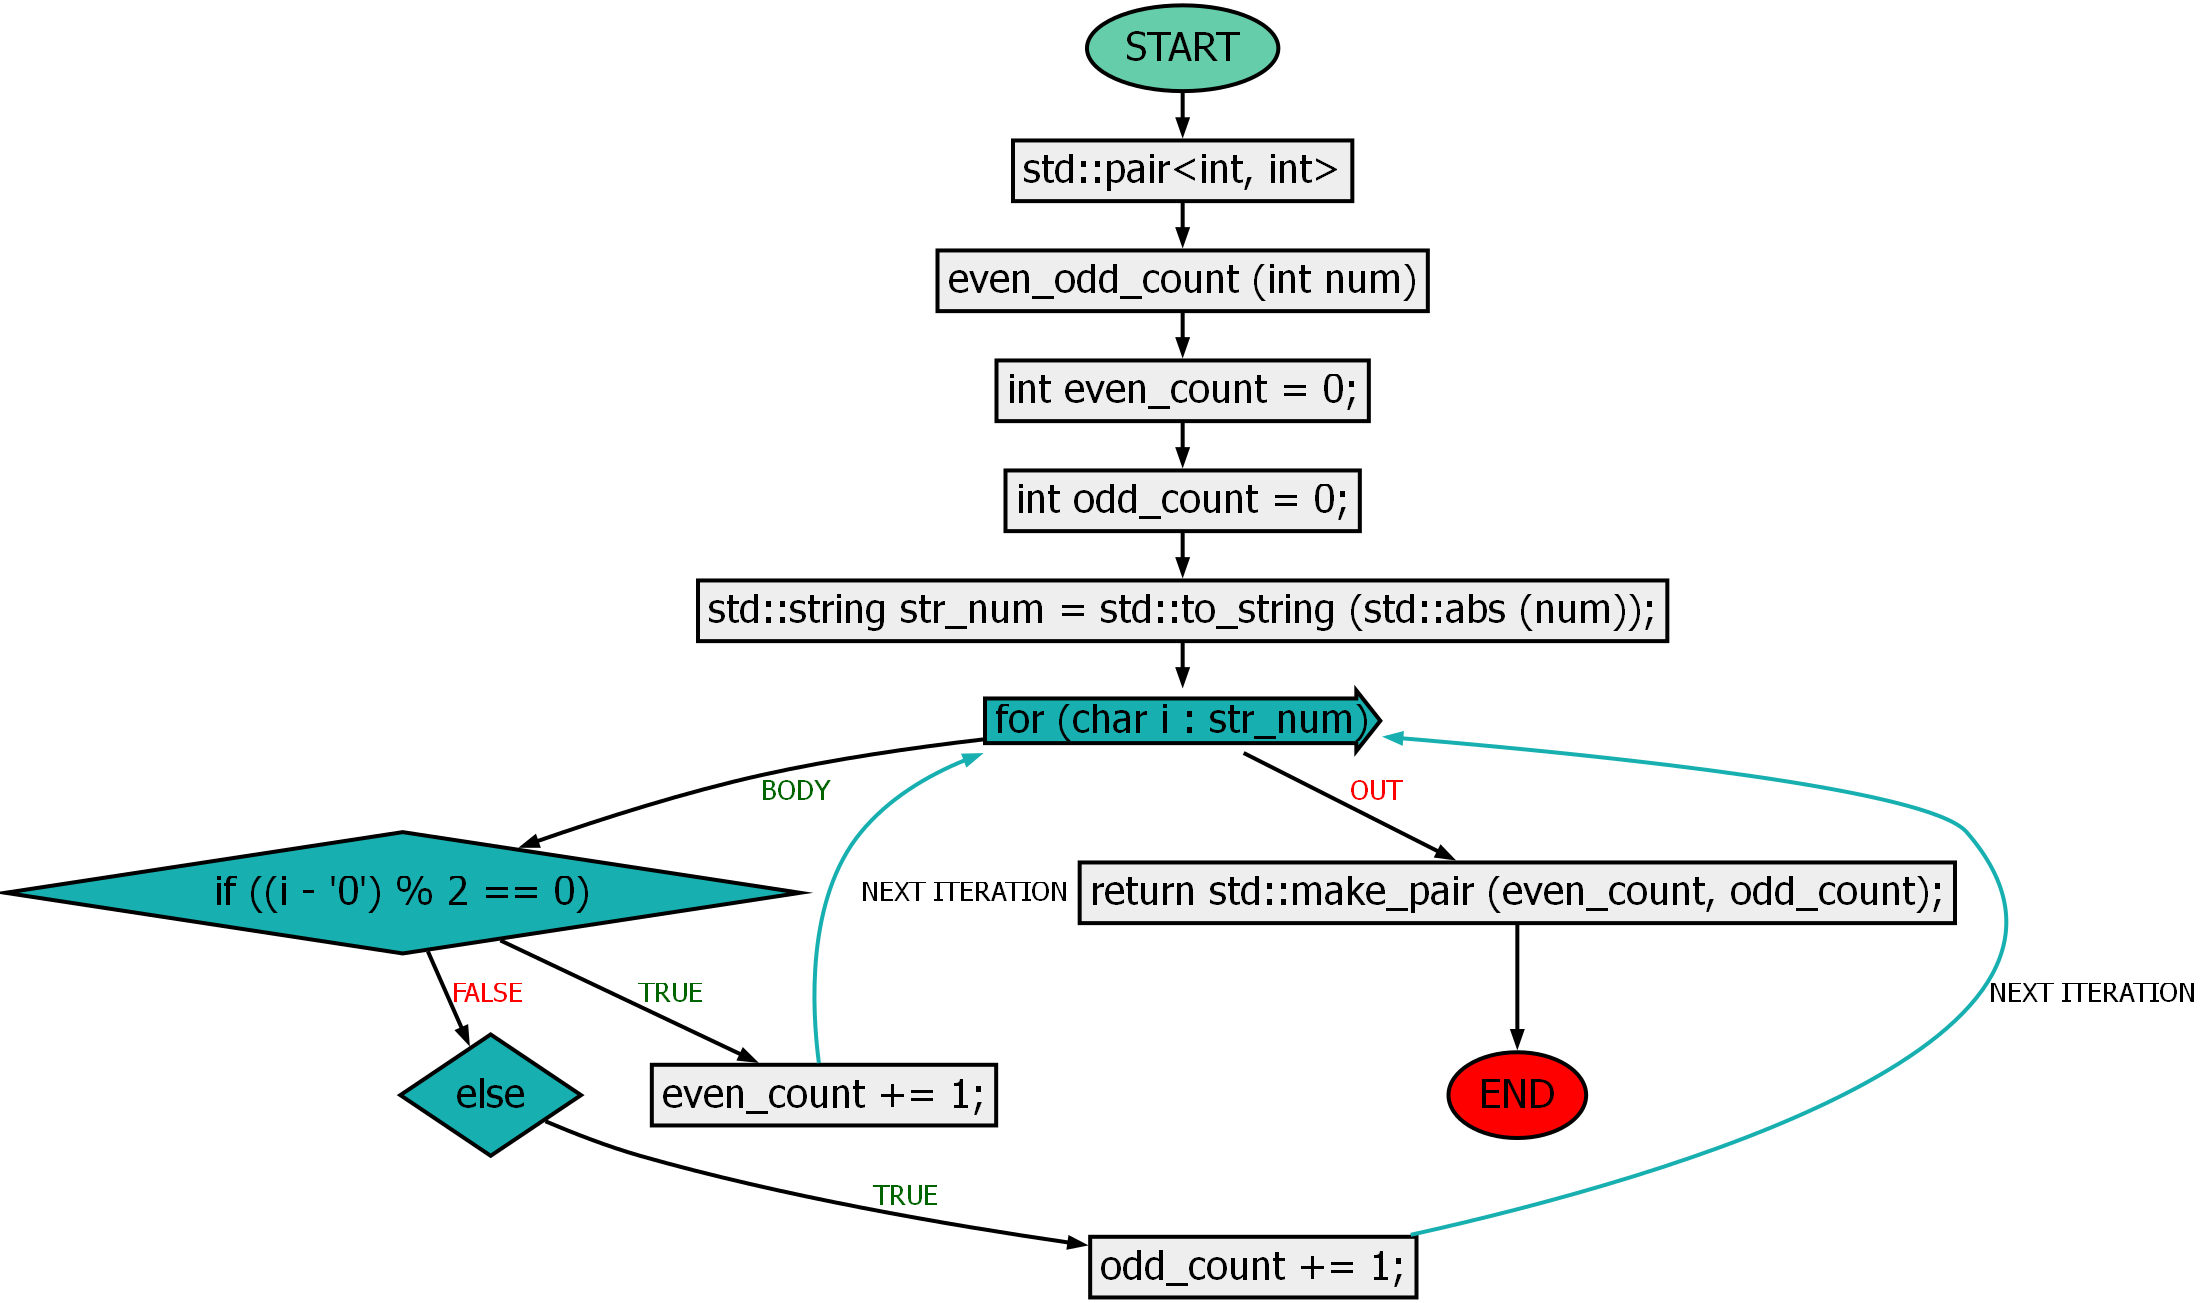 START
std::pair<int, int>
even_odd_count (int num)
int even_count = 0;
int odd_count = 0;
std::string str_num = std::to_string (std::abs (num));
for (char i : str_num)
BODY
OUT
if ((i - '0') % 2 == 0)
NEXT ITERATION
return std::make_pair (even_count, odd_count);
FALSE
TRUE
NEXT ITERATION
else
even_count += 1;
END
TRUE
odd_count += 1;